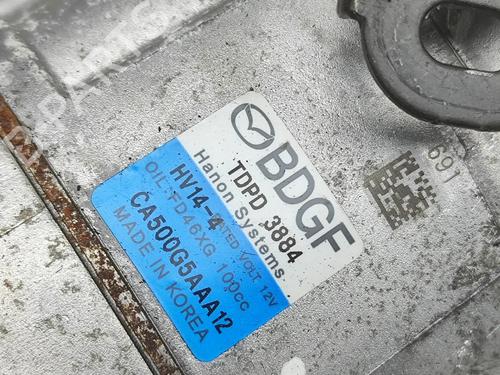 BDGF
TDPD 3884
Hanon Systems
HV14-4 RATED VOLT 12V
OIL:FD46XG 100cc
CA500G5AAA12
MADE IN KOREA
691